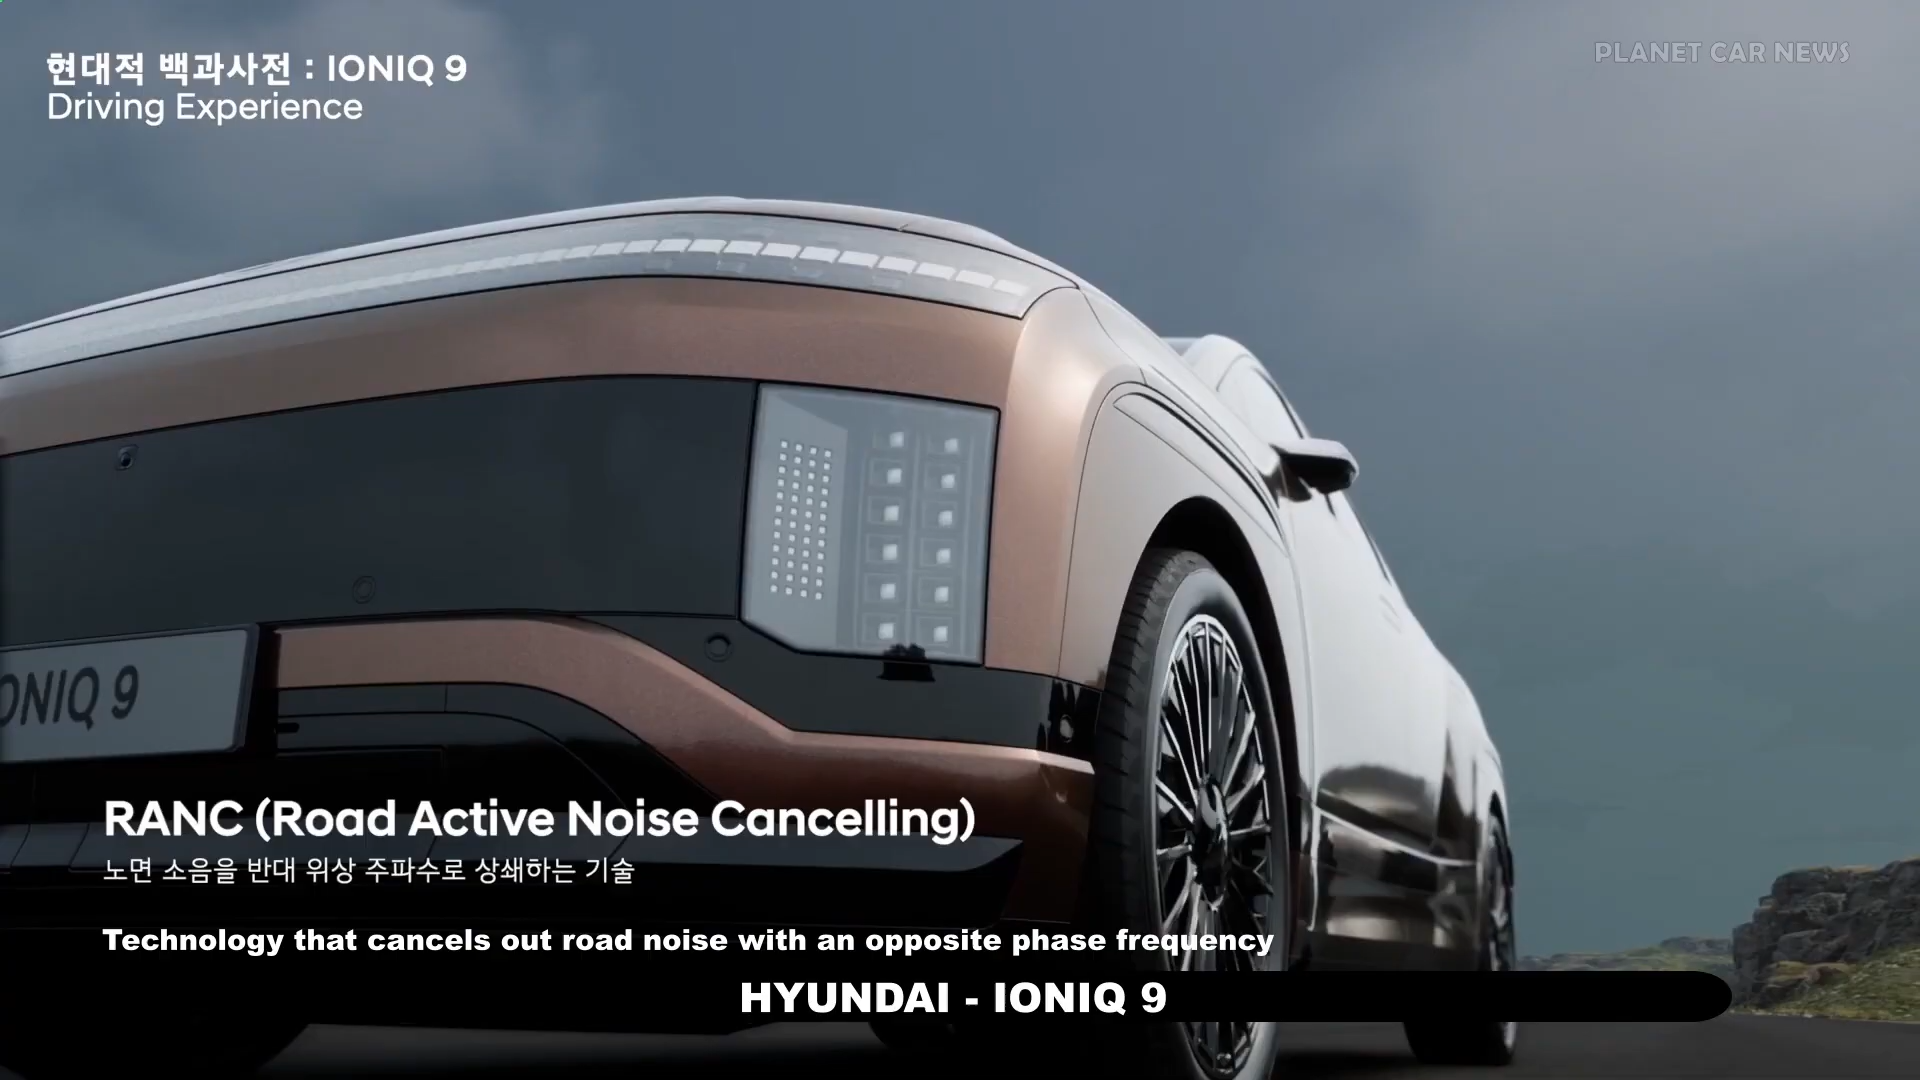 현대적 백과사전 : IONIQ 9
Driving Experience
PLANET CAR NEWS
IONIQ 9
RANC (Road Active Noise Cancelling)
노면 소음을 반대 위상 주파수로 상쇄하는 기술
Technology that cancels out road noise with an opposite phase frequency
HYUNDAI - IONIQ 9